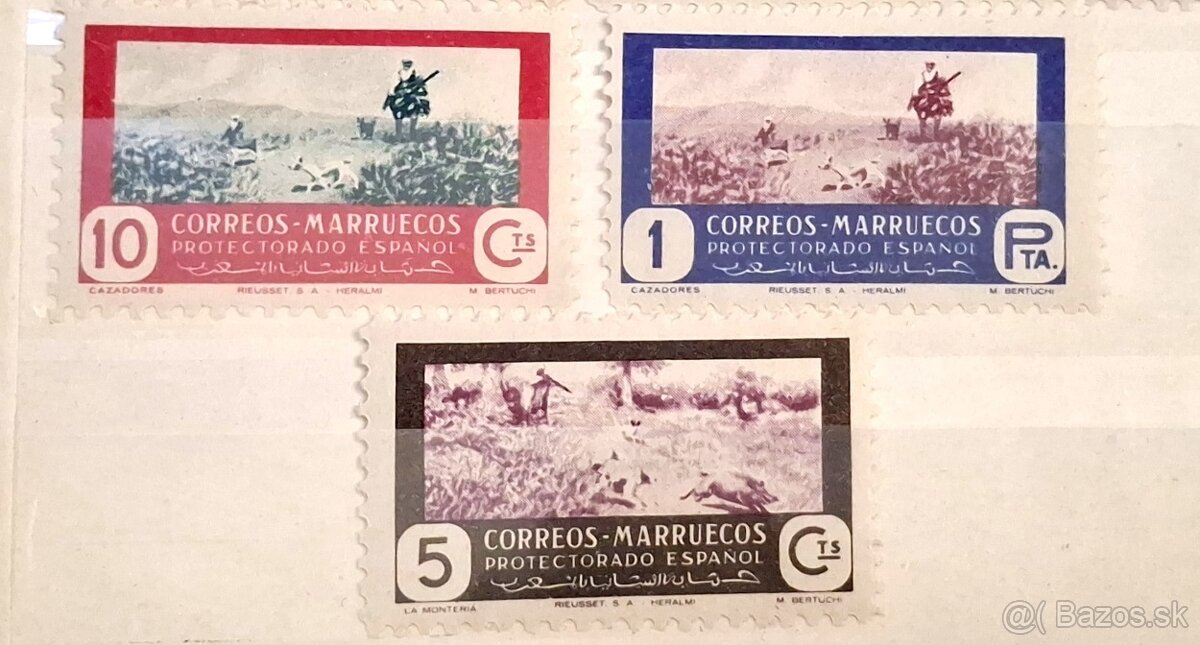 10
CORREOS-MARRUECOS
PROTECTORADO ESPAÑOL
CTS
CAZADORES RIEUSSET. S A - HERALMI M BERTUCHI
1
CORREOS-MARRUECOS
PROTECTORADO ESPAÑOL
PTA.
CAZADORES RIEUSSET. S A - HERALMI M BERTUCHI
5
CORREOS-MARRUECOS
PROTECTORADO ESPAÑOL
CTS
LA MONTERIA RIEUSSET. S A - HERALMI M. BERTUCHI
@( Bazos.sk